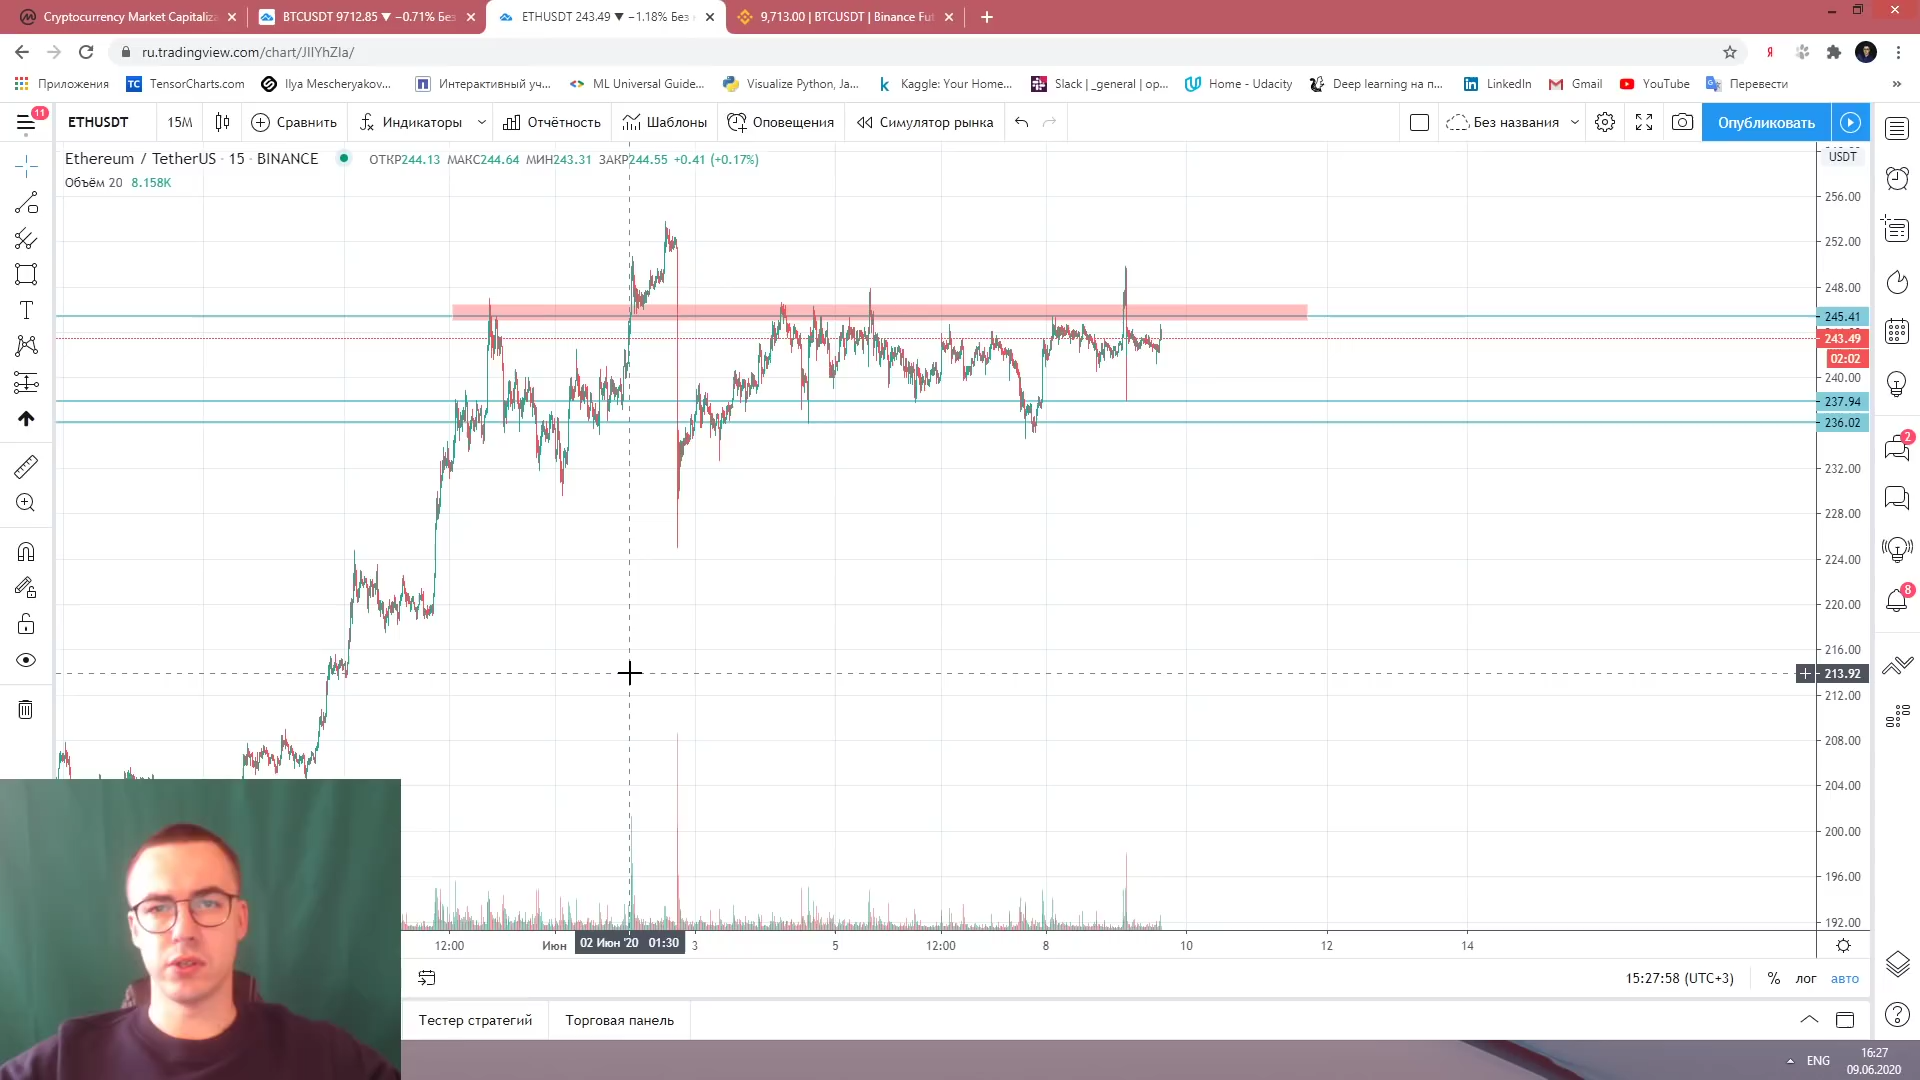 Cryptocurrency Market Capitaliza
BTCUSDT 9712.85 ▼ −0.71% Без
ETHUSDT 243.49 ▼ −1.18% Без
9,713.00 | BTCUSDT | Binance Fut
ru.tradingview.com/chart/JIlYhZIa/
Приложения
TensorCharts.com
Ilya Mescheryakov...
Интерактивный уч...
ML Universal Guide...
Visualize Python, Ja...
Kaggle: Your Home...
Slack | _general | op...
Home - Udacity
Deep learning на п...
LinkedIn
Gmail
YouTube
Перевести
11
ETHUSDT
15М
Сравнить
Индикаторы
Отчётность
Шаблоны
Оповещения
Симулятор рынка
Без названия
Опубликовать
Ethereum / TetherUS · 15 · BINANCE
ОТКР244.13 МАКС244.64 МИН243.31 ЗАКР244.55 +0.41 (+0.17%)
Объём 20 8.158K
USDT
256.00
252.00
248.00
245.41
243.49
02:02
240.00
237.94
236.02
232.00
228.00
224.00
220.00
216.00
213.92
212.00
208.00
204.00
200.00
196.00
192.00
2
8
12:00
Июн
02 Июн '20 01:30
3
5
12:00
8
10
12
14
15:27:58 (UTC+3)
%
лог
авто
Тестер стратегий
Торговая панель
ENG
16:27
09.06.2020